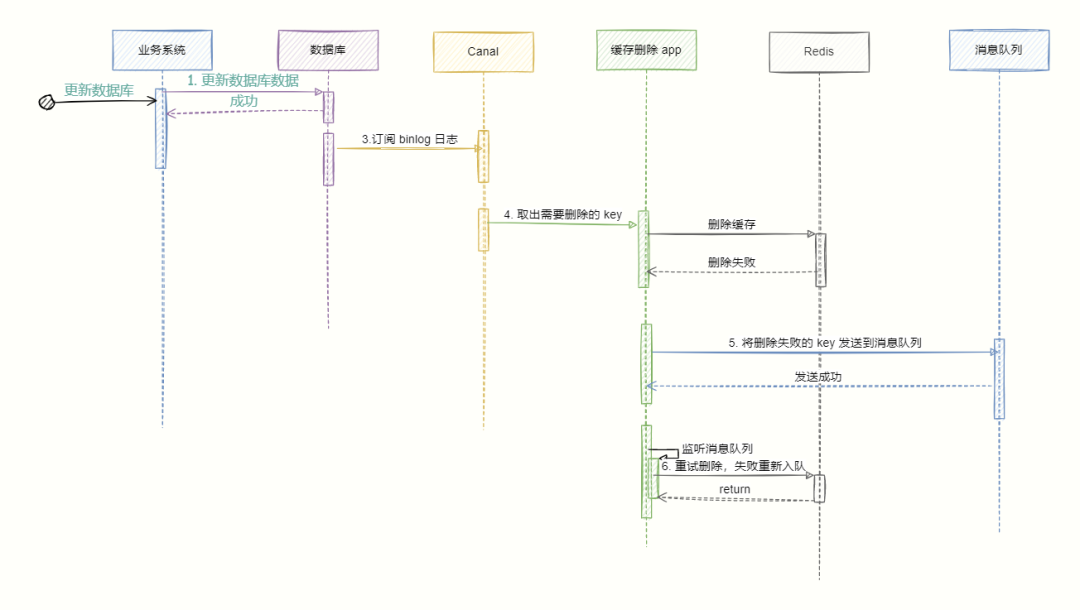 业务系统
数据库
Canal
缓存删除 app
Redis
消息队列
更新数据库
1. 更新数据库数据
成功
3.订阅 binlog 日志
4. 取出需要删除的 key
删除缓存
删除失败
5. 将删除失败的 key 发送到消息队列
发送成功
监听消息队列
6. 重试删除，失败重新入队
return